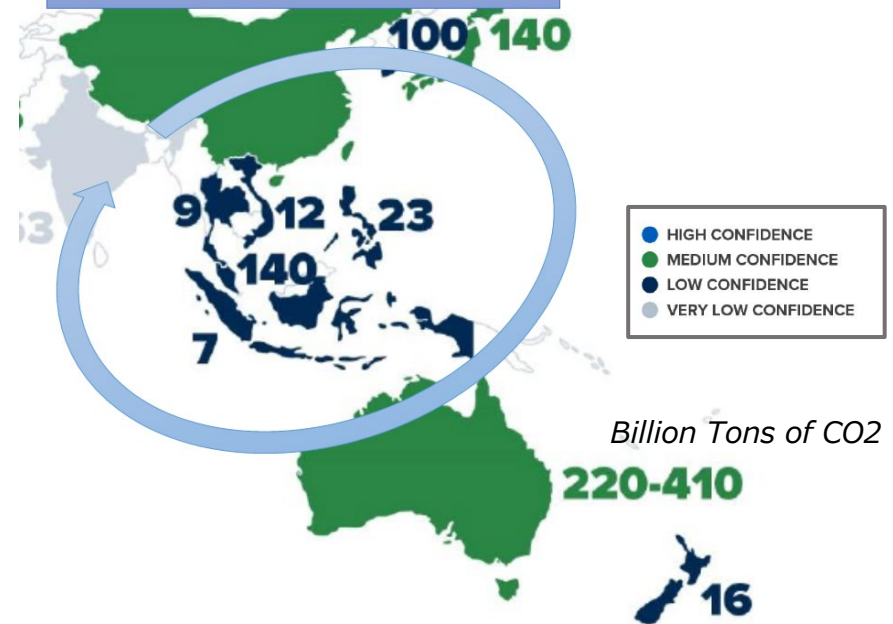 100 140
9 12 23
140
7
HIGH CONFIDENCE
MEDIUM CONFIDENCE
LOW CONFIDENCE
VERY LOW CONFIDENCE
Billion Tons of CO2
220-410
16